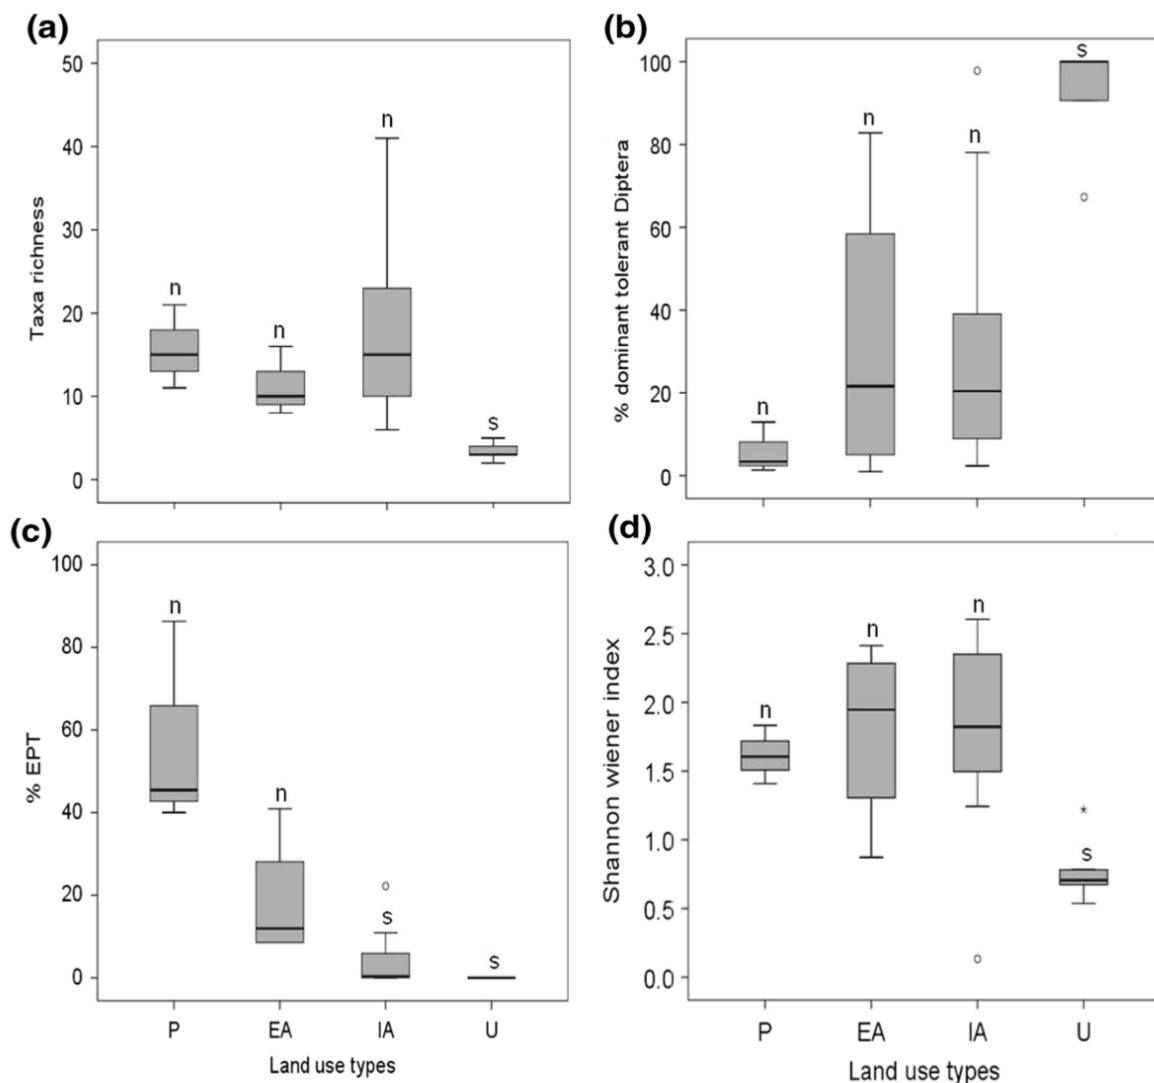 (a)
50
40
30
20
10
0
Taxa richness
n
n
n
s
(b)
100
80
60
40
20
0
% dominant tolerant Diptera
n
n
n
s
(c)
100
80
60
40
20
0
% EPT
n
n
s
s
P EA IA U
Land use types
(d)
3.0
2.5
2.0
1.5
1.0
0.5
0.0
Shannon wiener index
n
n
n
s
P EA IA U
Land use types